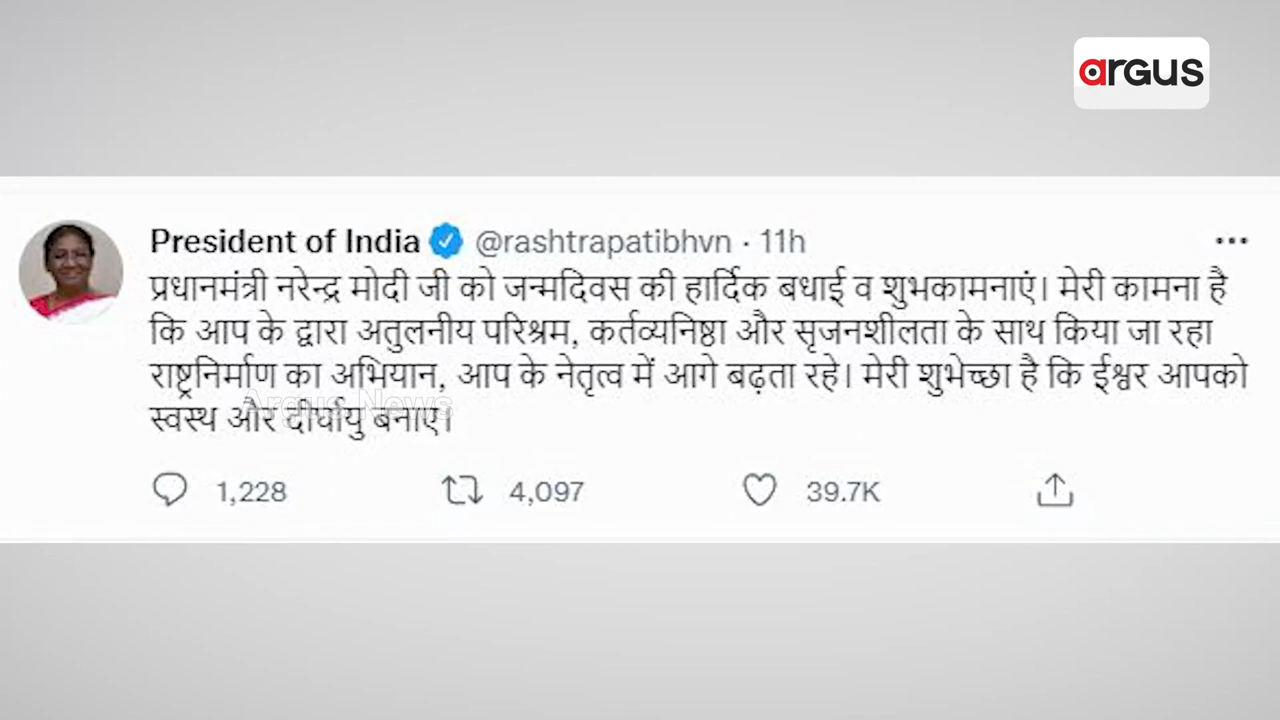 argus
President of India @rashtrapatibhvn · 11h
प्रधानमंत्री नरेन्द्र मोदी जी को जन्मदिवस की हार्दिक बधाई व शुभकामनाएं। मेरी कामना है
कि आप के द्वारा अतुलनीय परिश्रम, कर्तव्यनिष्ठा और सृजनशीलता के साथ किया जा रहा
राष्ट्रनिर्माण का अभियान, आप के नेतृत्व में आगे बढ़ता रहे। मेरी शुभेच्छा है कि ईश्वर आपको
स्वस्थ और दीर्घायु बनाए।
Argus News
1,228 4,097 39.7K